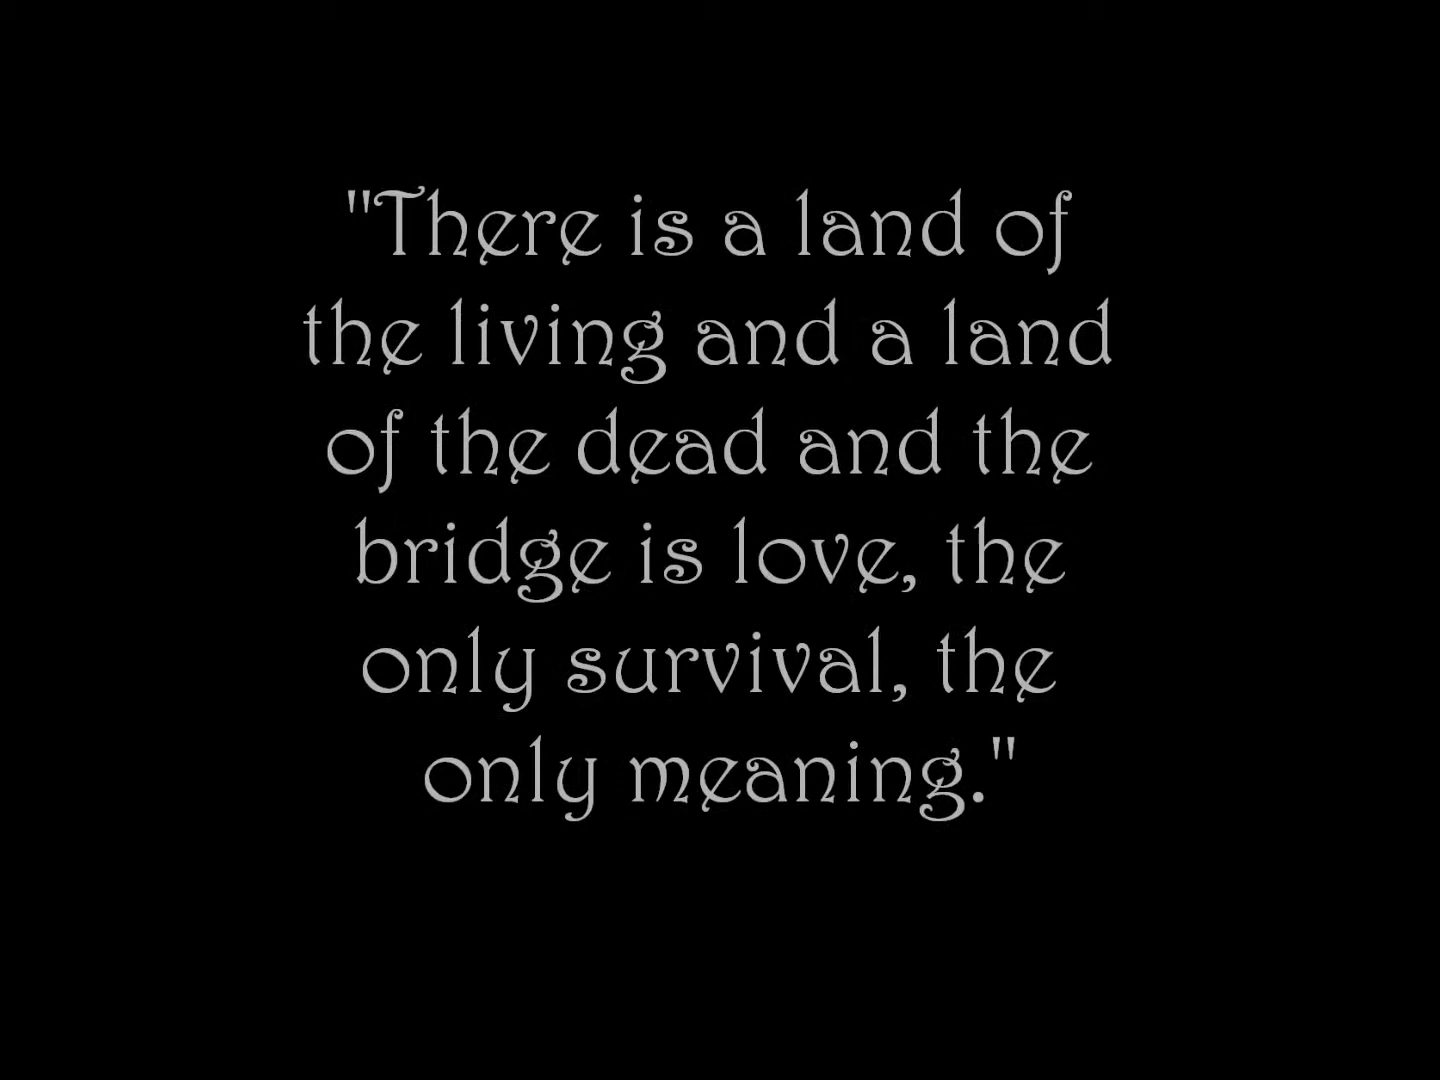 "There is a land of
the living and a land
of the dead and the
bridge is love, the
only survival, the
only meaning."